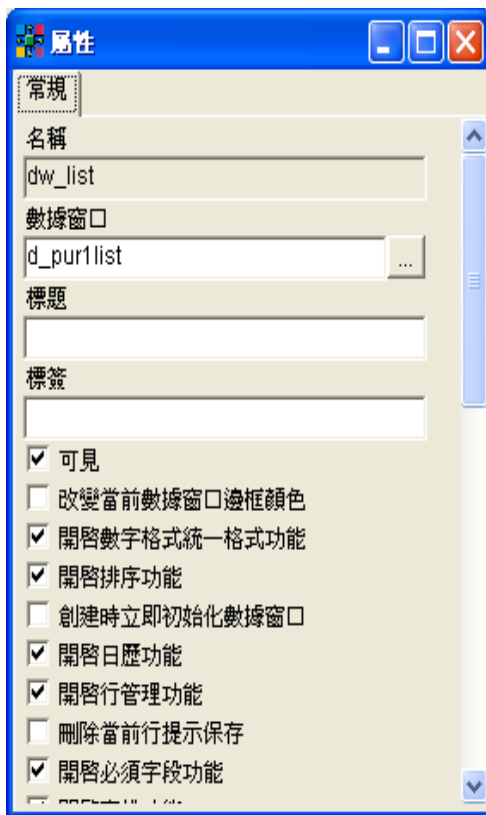 属性
常規
名稱
dw_list
數據窗口
d_pur1list
...
標題
標簽
可見
改變當前數據窗口邊框顏色
開啓數字格式統一格式功能
開啓排序功能
創建時立即初始化數據窗口
開啓日歷功能
開啓行管理功能
刪除當前行提示保存
開啓必須字段功能